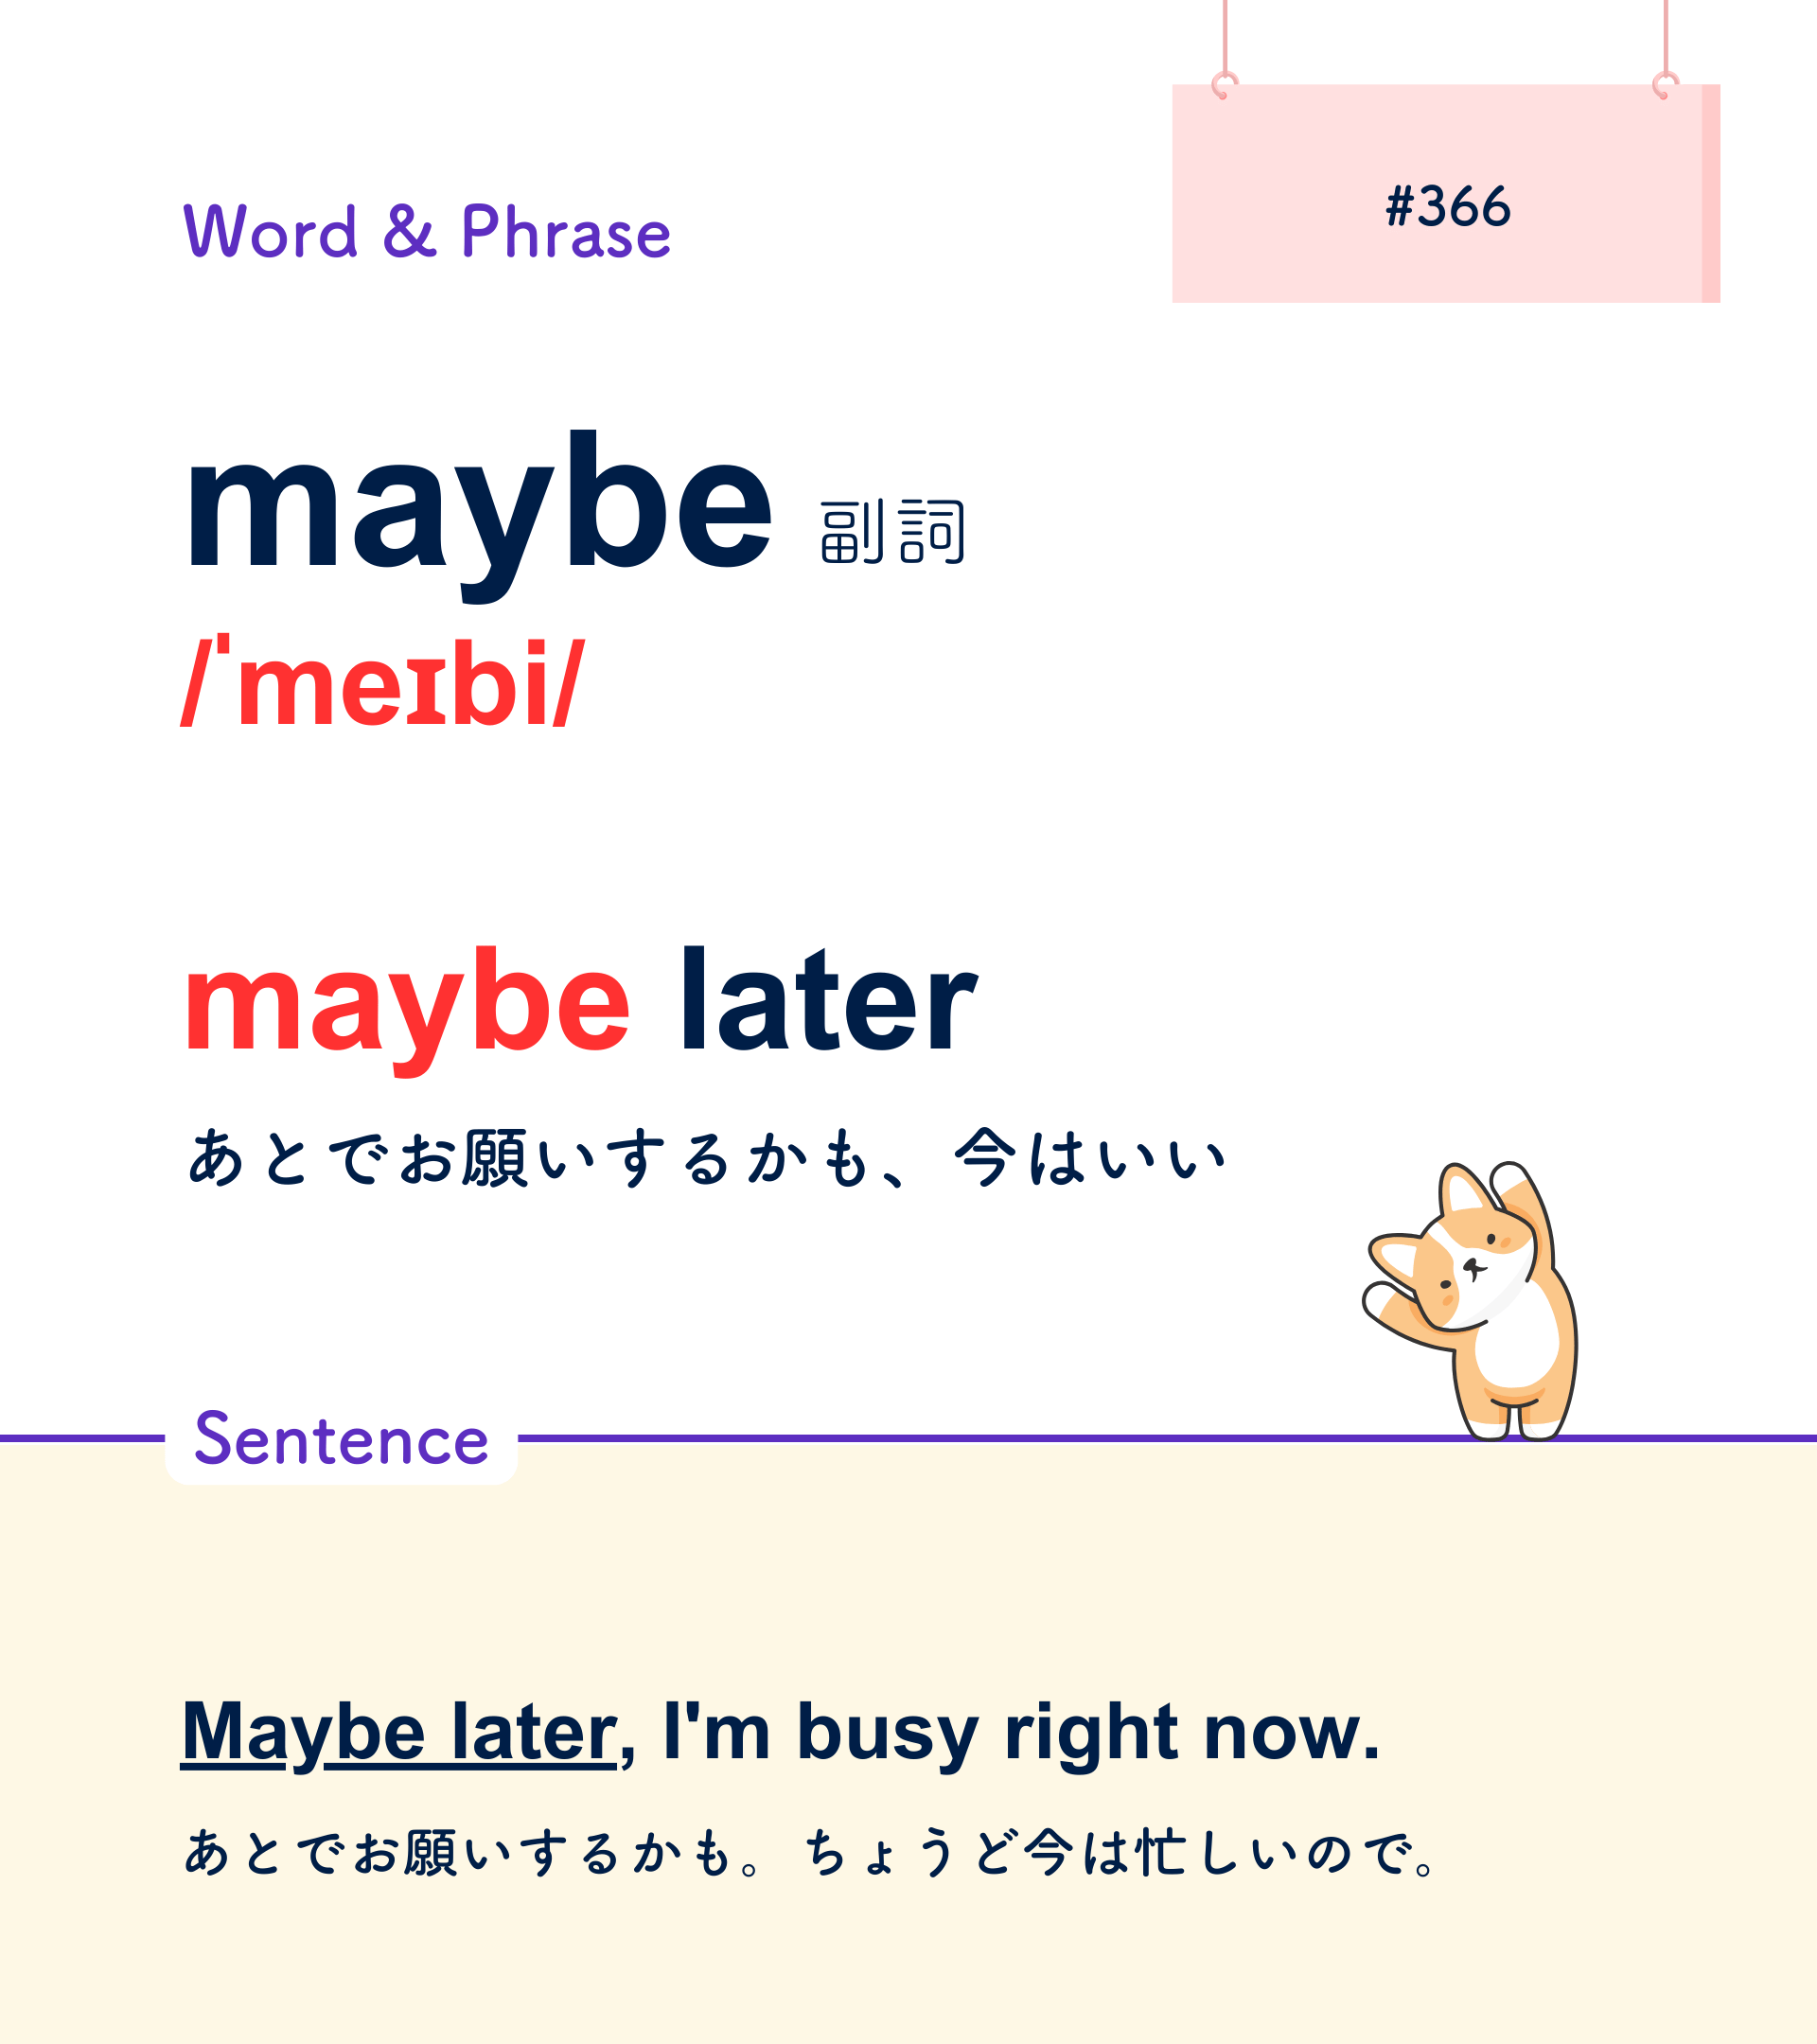 #366
Word & Phrase
maybe 副詞
/ˈmeɪbi/
maybe later
あとでお願いするかも、今はいい
Sentence
Maybe later, I'm busy right now.
あとでお願いするかも。ちょうど今は忙しいので。